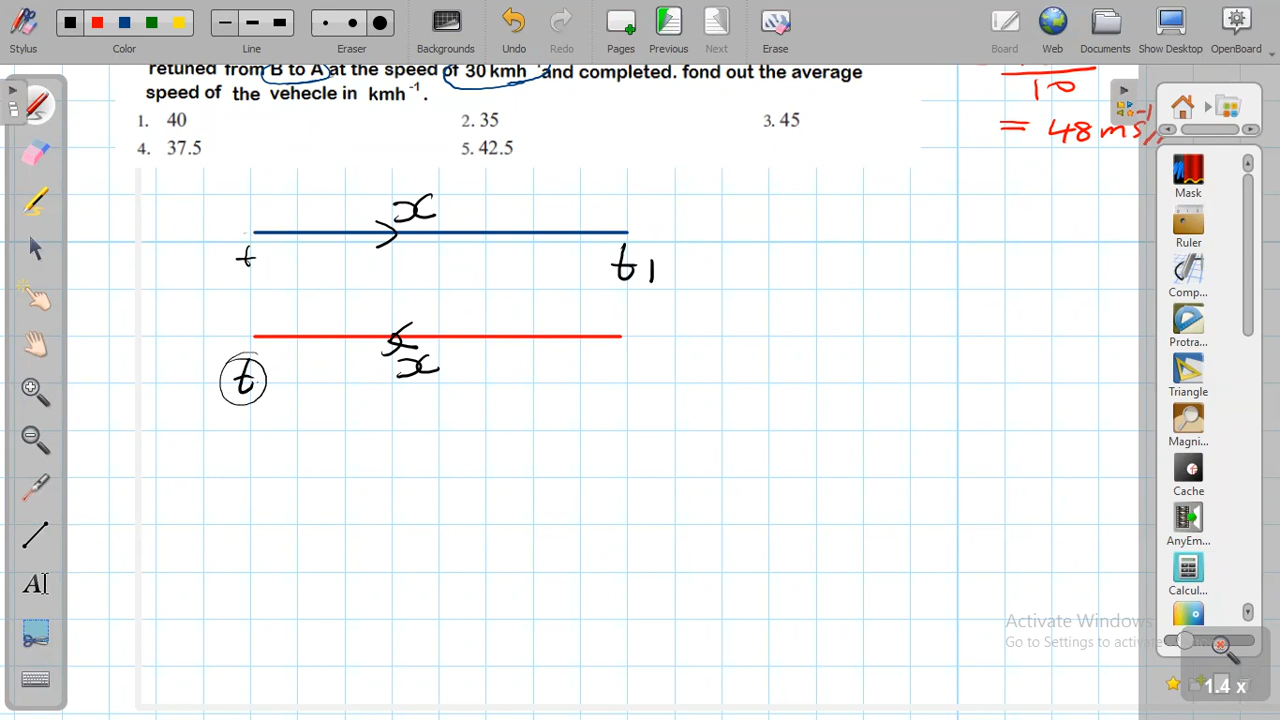 Stylus
Color
Line
Eraser
Backgrounds
Undo
Redo
Pages
Previous
Next
Erase
Board
Web
Documents
Show Desktop
OpenBoard
retuned from B to A at the speed of 30 kmh and completed. fond out the average
speed of the vehecle in kmh -1 .
1. 40
2. 35
3. 45
4. 37.5
5. 42.5
10
= 48 ms -1
x
t
t1
x
t
Mask
Ruler
Comp...
Protra...
Triangle
Magni...
Cache
AnyEm...
Calcul...
Activate Windows
Go to Settings to activate
1.4 x